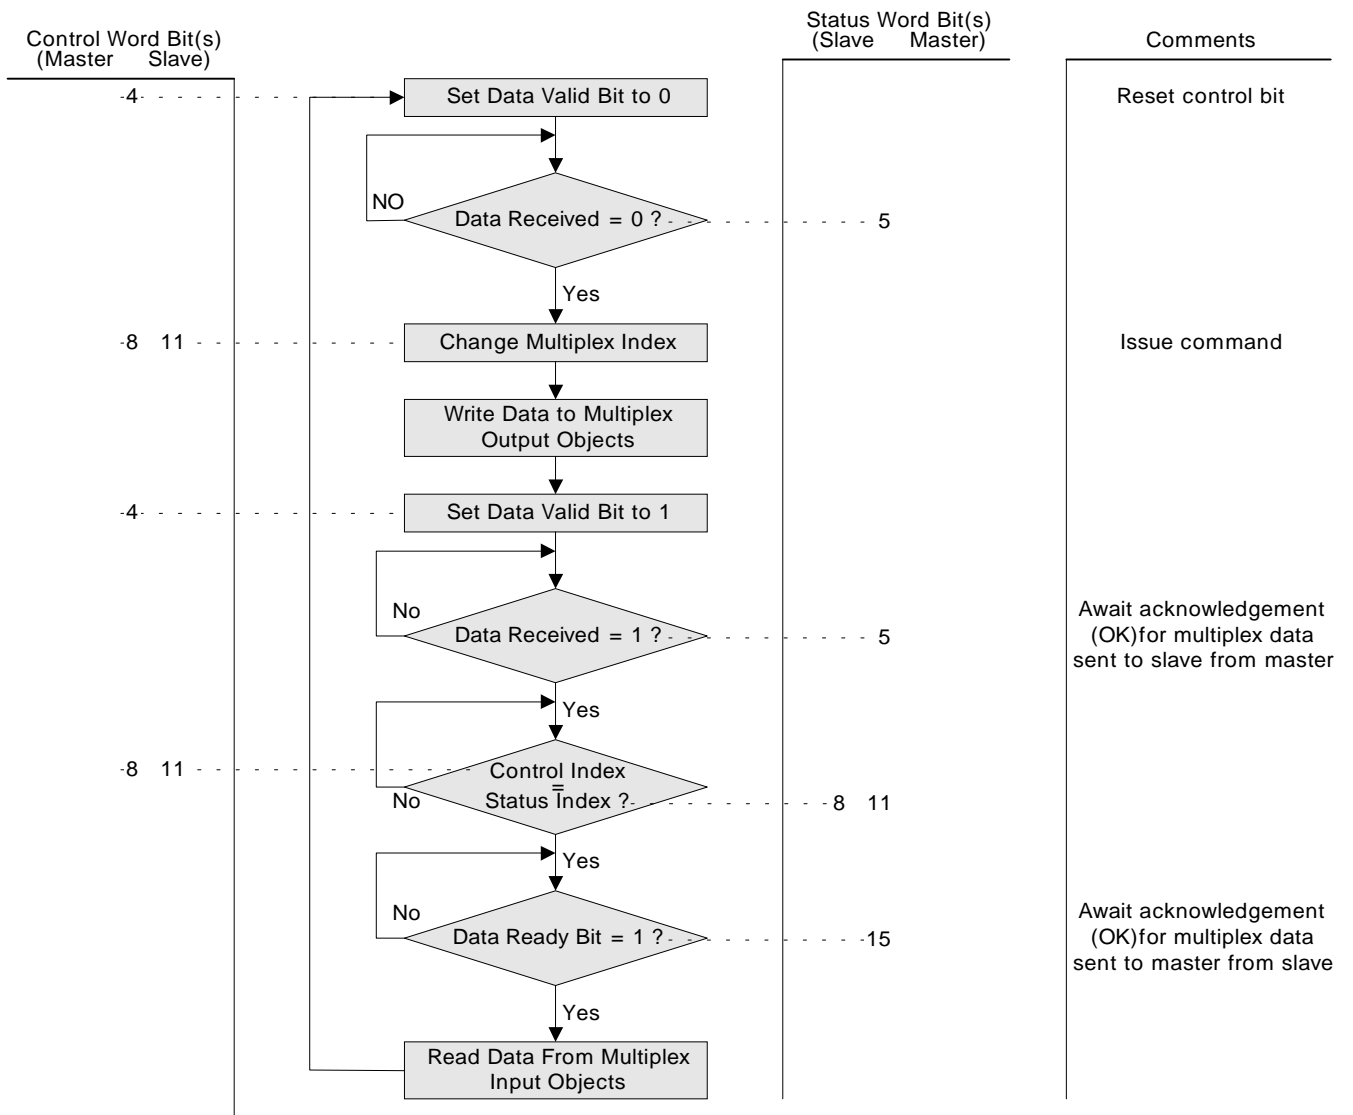 Control Word Bit(s)
(Master Slave)
Status Word Bit(s)
(Slave Master)
Comments
4
Set Data Valid Bit to 0
Reset control bit
NO
Data Received = 0 ?
5
Yes
8 11
Change Multiplex Index
Issue command
Write Data to Multiplex
Output Objects
4
Set Data Valid Bit to 1
No
Data Received = 1 ?
5
Await acknowledgement
(OK)for multiplex data
sent to slave from master
Yes
8 11
Control Index
=
Status Index ?
8 11
No
Yes
No
Data Ready Bit = 1 ?
15
Await acknowledgement
(OK)for multiplex data
sent to master from slave
Yes
Read Data From Multiplex
Input Objects